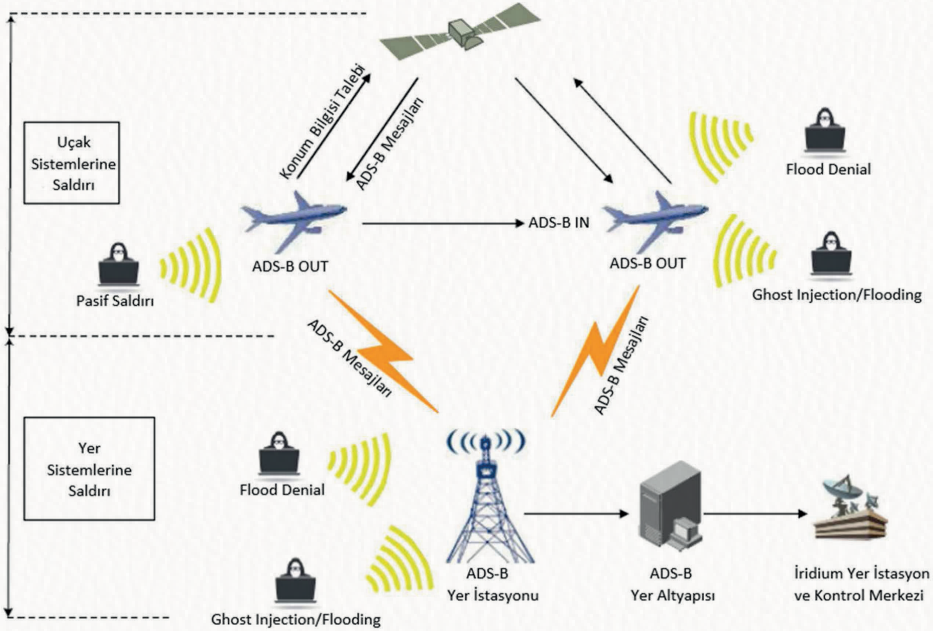 Konum Bilgisi Talebi
ADS-B Mesajları
Uçak
Sistemlerine
Saldırı
Flood Denial
ADS-B IN
ADS-B OUT
ADS-B OUT
Pasif Saldırı
Ghost Injection/Flooding
ADS-B Mesajları
ADS-B Mesajları
Yer
Sistemlerine
Saldırı
Flood Denial
ADS-B
Yer İstasyonu
ADS-B
Yer Altyapısı
İridium Yer İstasyon
ve Kontrol Merkezi
Ghost Injection/Flooding